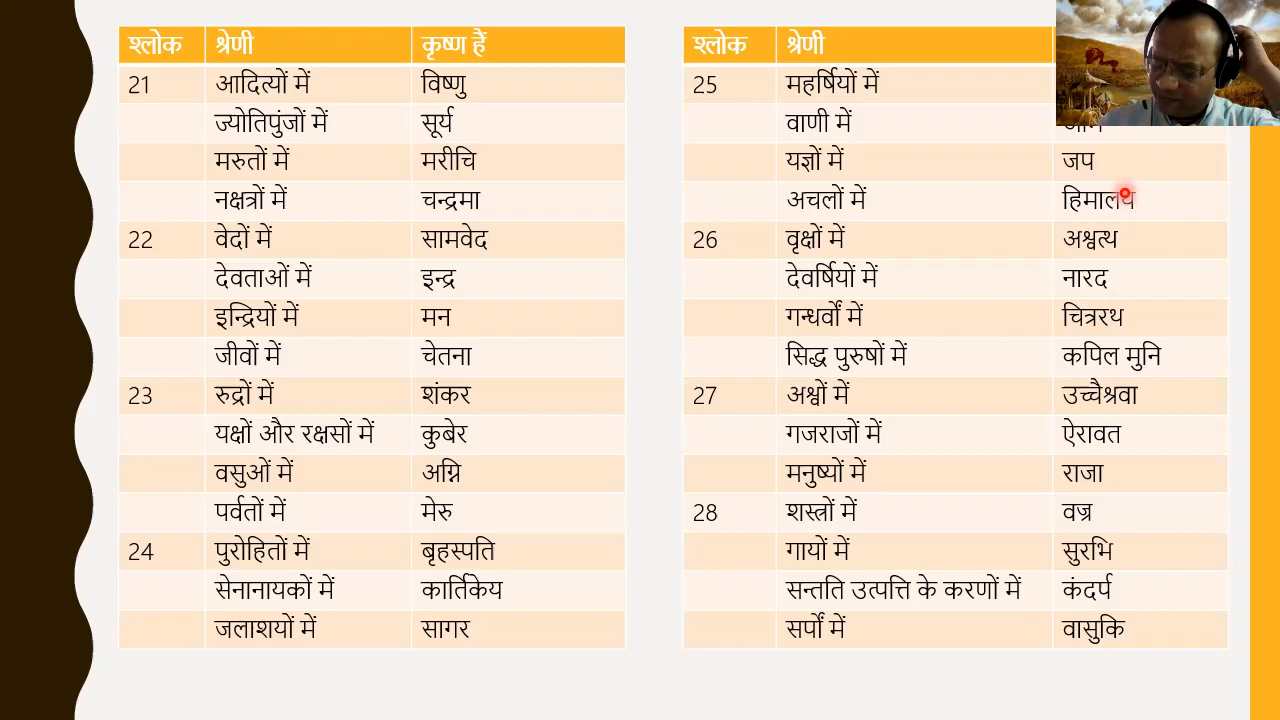 श्लोक श्रेणी कृष्ण हैं
21 आदित्यों में विष्णु
ज्योतिपुंजों में सूर्य
मरुतों में मरीचि
नक्षत्रों में चन्द्रमा
22 वेदों में सामवेद
देवताओं में इन्द्र
इन्द्रियों में मन
जीवों में चेतना
23 रुद्रों में शंकर
यक्षों और रक्षसों में कुबेर
वसुओं में अग्नि
पर्वतों में मेरु
24 पुरोहितों में बृहस्पति
सेनानायकों में कार्तिकेय
जलाशयों में सागर
श्लोक श्रेणी
25 महर्षियों में
वाणी में
यज्ञों में जप
अचलों में हिमालय
26 वृक्षों में अश्वत्थ
देवर्षियों में नारद
गन्धर्वों में चित्ररथ
सिद्ध पुरुषों में कपिल मुनि
27 अश्वों में उच्चैश्रवा
गजराजों में ऐरावत
मनुष्यों में राजा
28 शस्त्रों में वज्र
गायों में सुरभि
सन्तति उत्पत्ति के करणों में कंदर्प
सर्पों में वासुकि